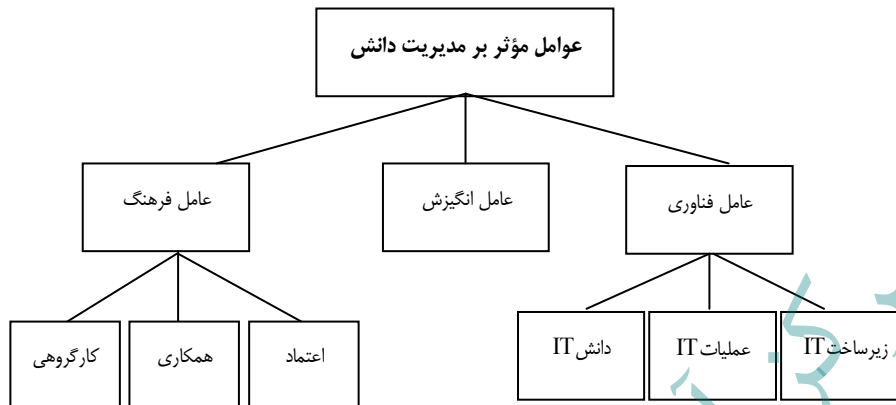 عوامل مؤثر بر مدیریت دانش
عامل فناوری
عامل انگیزش
عامل فرهنگ
زیرساخت IT
عملیات IT
دانش IT
اعتماد
همکاری
کارگروهی